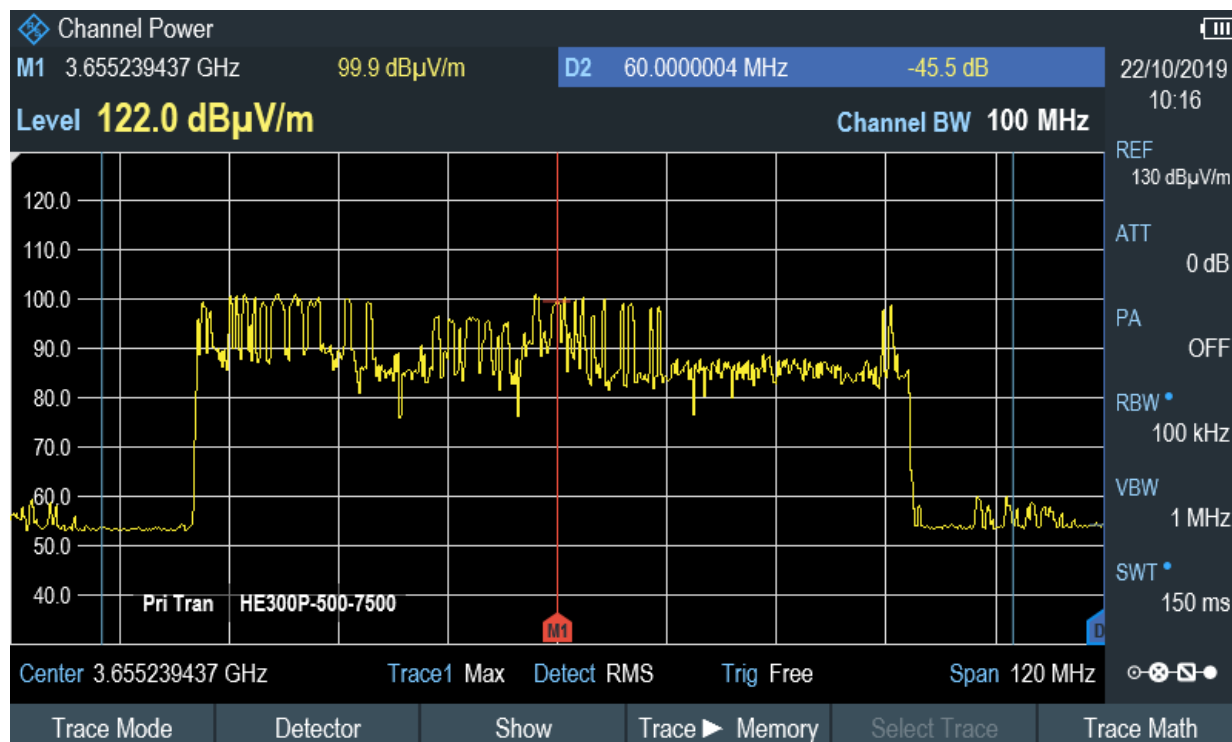 Channel Power
M1 3.655239437 GHz 99.9 dBµV/m D2 60.0000004 MHz -45.5 dB
22/10/2019
10:16
Level 122.0 dBµV/m Channel BW 100 MHz
REF
130 dBµV/m
ATT
0 dB
PA
OFF
RBW
100 kHz
VBW
1 MHz
SWT
150 ms
120.0
110.0
100.0
90.0
80.0
70.0
60.0
50.0
40.0
Pri Tran HE300P-500-7500
M1
D
Center 3.655239437 GHz Trace1 Max Detect RMS Trig Free Span 120 MHz
Trace Mode Detector Show Trace ► Memory Select Trace Trace Math